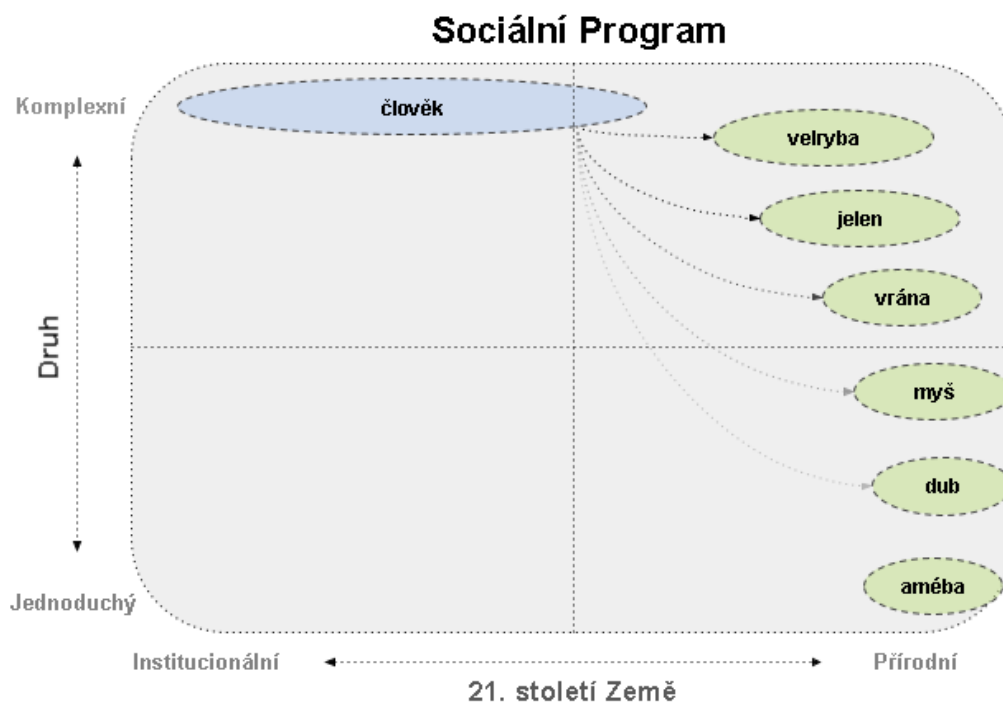 Sociální Program
Komplexní
člověk
velryba
jelen
vrána
Druh
myš
dub
améba
Jednoduchý
Institucionální
Přírodní
21. století Země